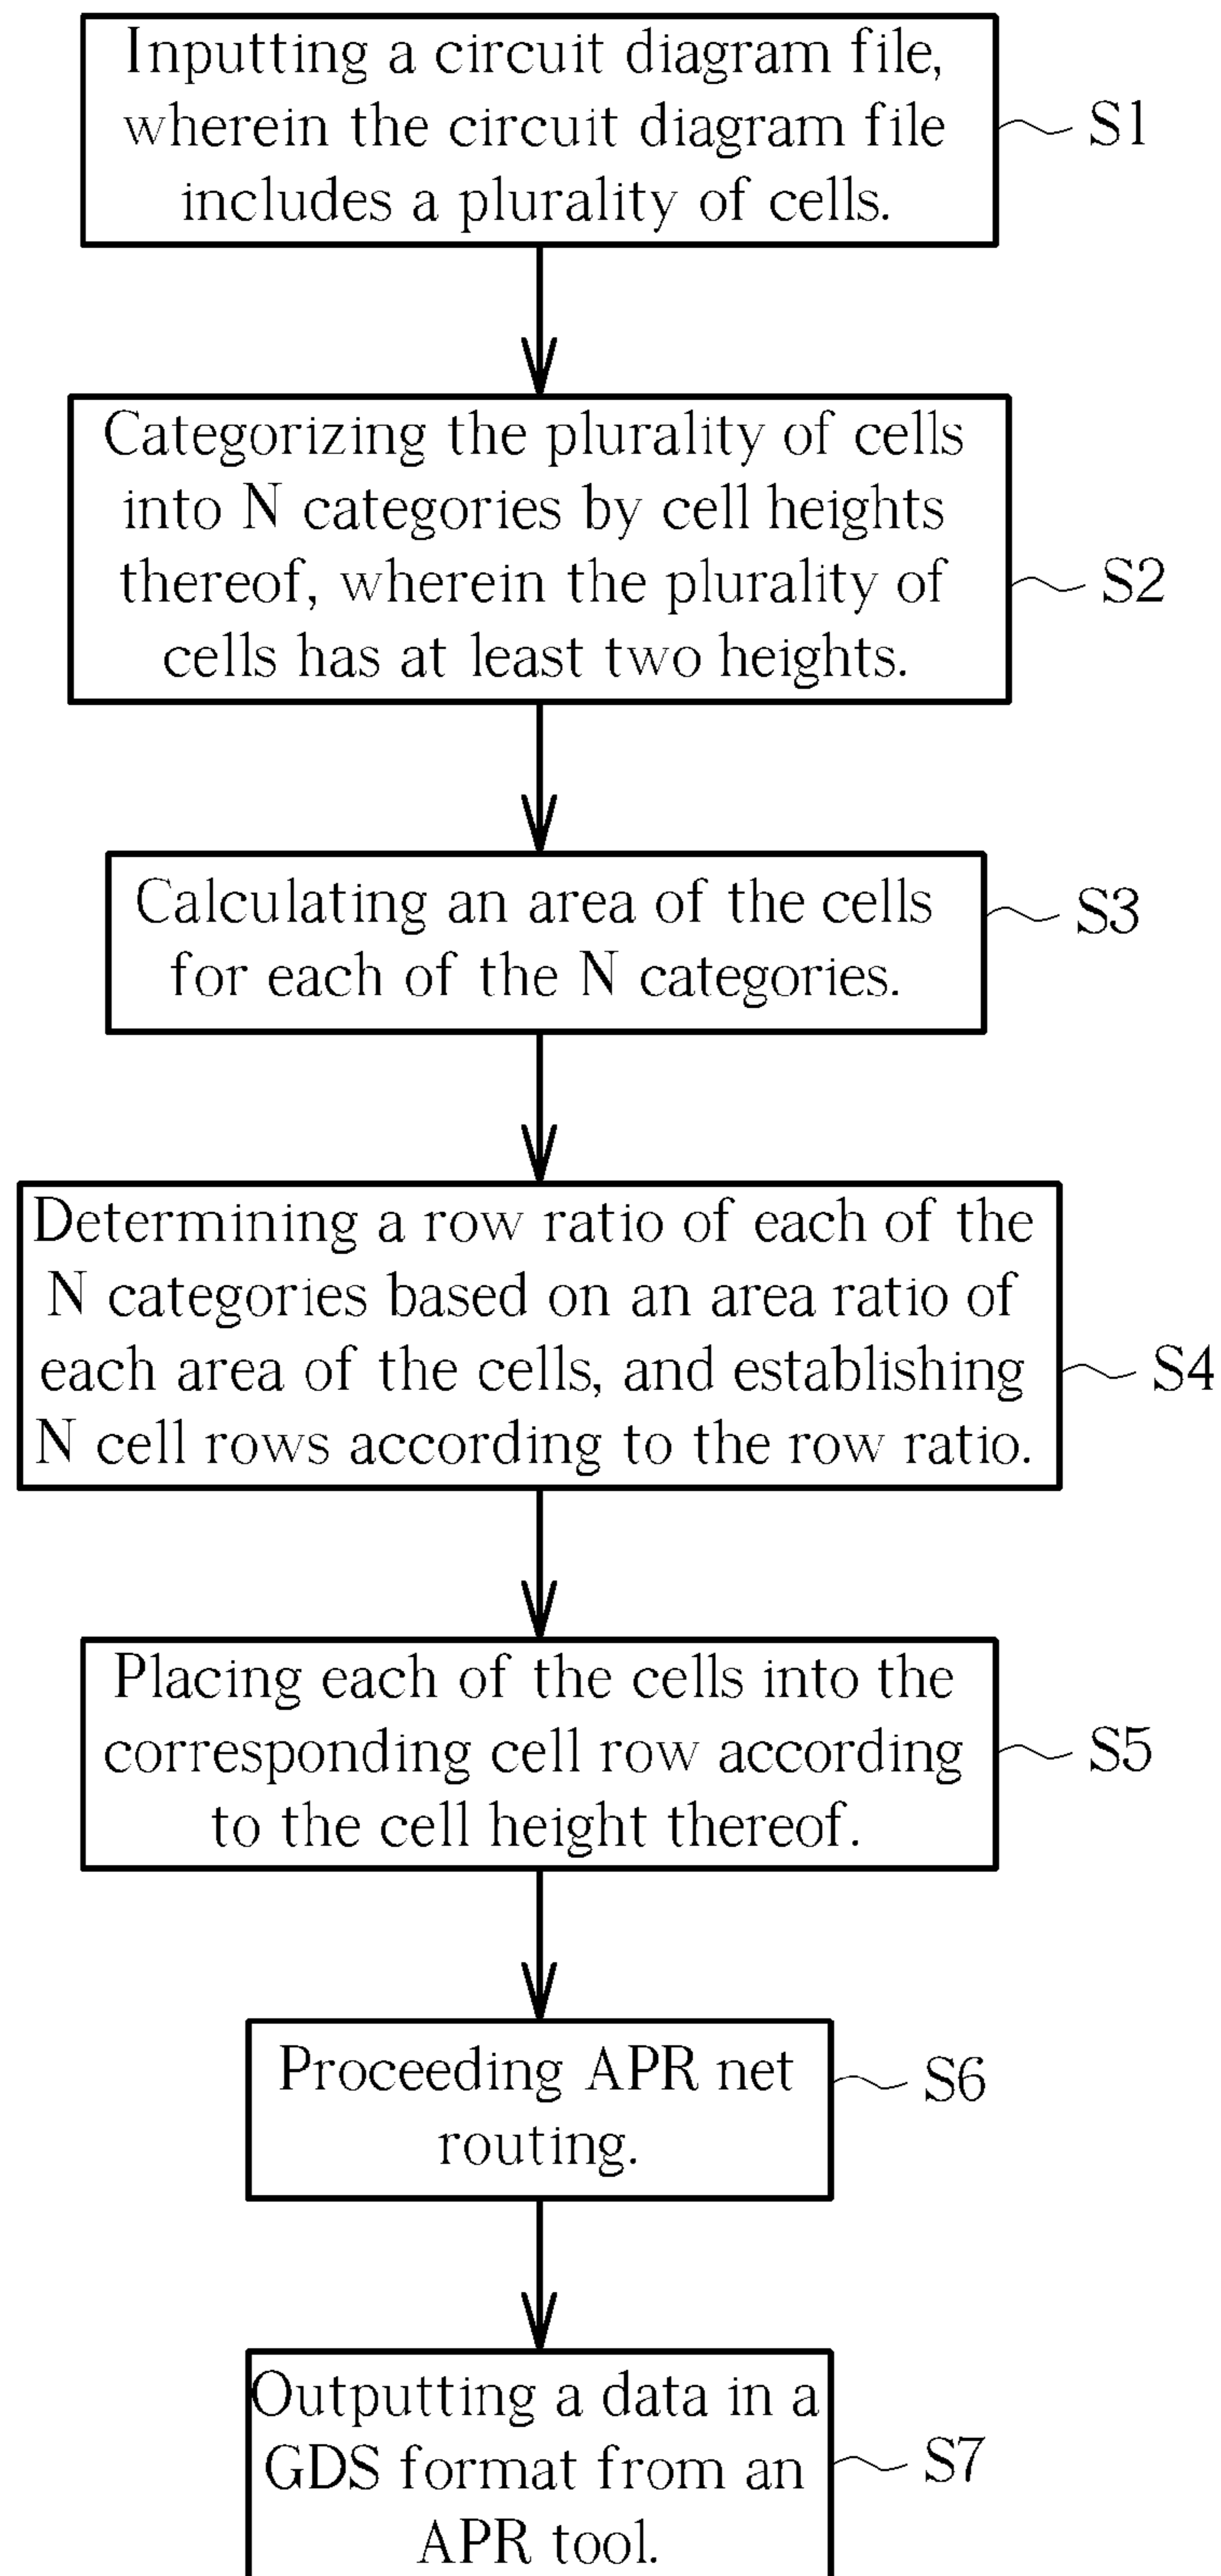 Inputting a circuit diagram file,
wherein the circuit diagram file
includes a plurality of cells.
S1
Categorizing the plurality of cells
into N categories by cell heights
thereof, wherein the plurality of
cells has at least two heights.
S2
Calculating an area of the cells
for each of the N categories.
S3
Determining a row ratio of each of the
N categories based on an area ratio of
each area of the cells, and establishing
N cell rows according to the row ratio.
S4
Placing each of the cells into the
corresponding cell row according
to the cell height thereof.
S5
Proceeding APR net
routing.
S6
Outputting a data in a
GDS format from an
APR tool.
S7